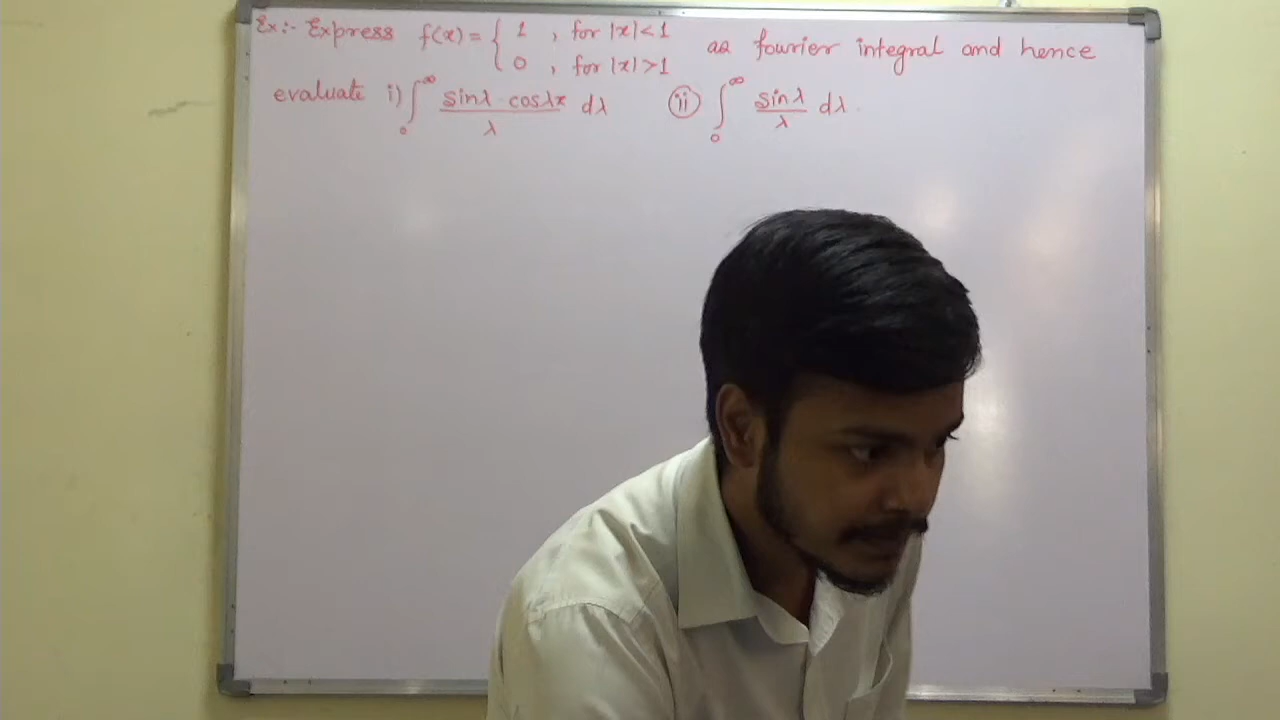 Ex:- Express f(x) = { 1 , for |x|<1 as fourier integral and hence
0 , for |x|>1
evaluate i) ∫₀^∞ sinλ · cosλx / λ dλ (ii) ∫₀^∞ sinλ / λ dλ.